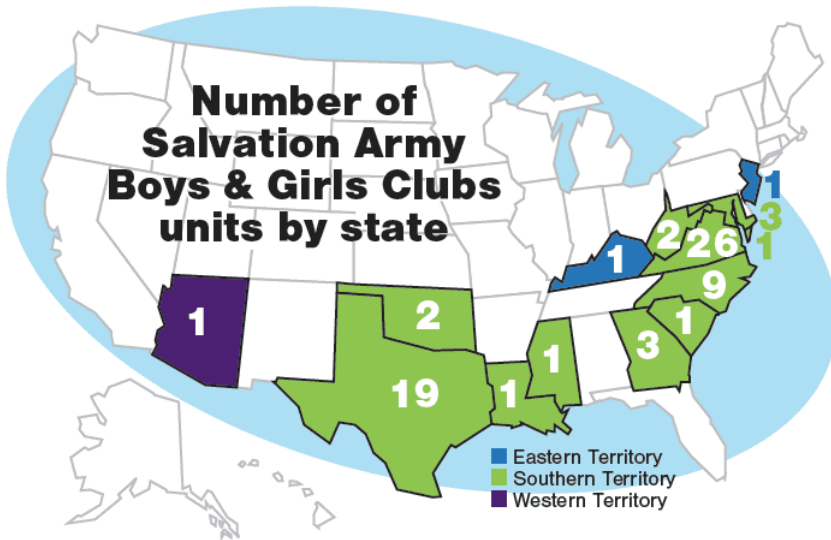 Number of
Salvation Army
Boys & Girls Clubs
units by state
1
3
1
2
26
1
9
1
2
1
3
1
19
1
Eastern Territory
Southern Territory
Western Territory